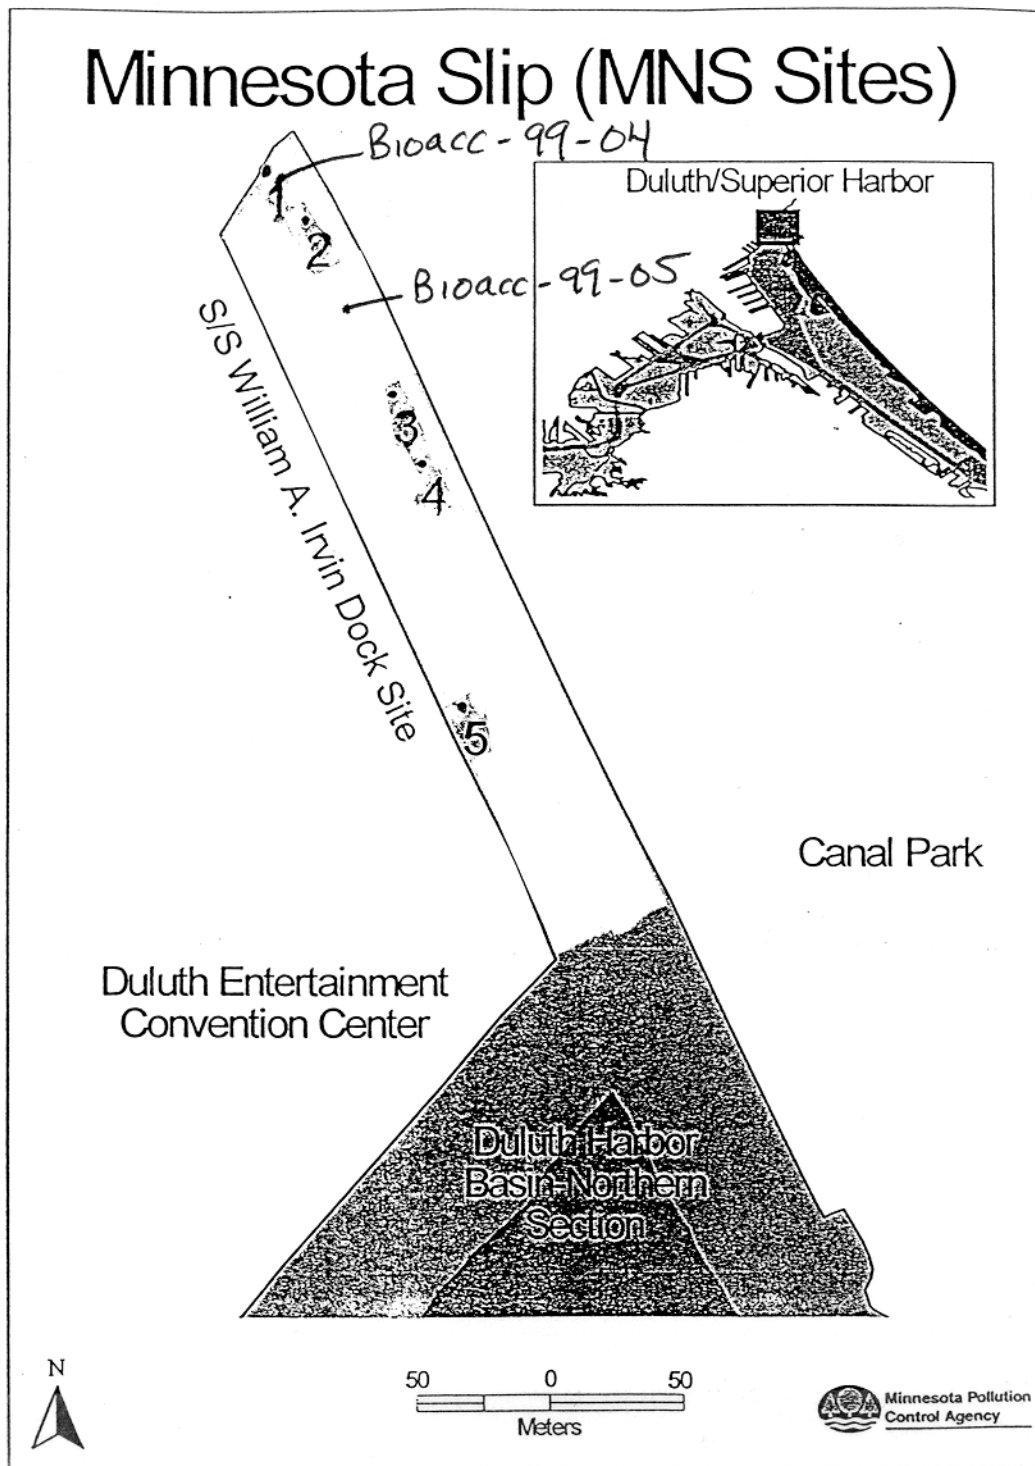 Minnesota Slip (MNS Sites)
Bioacc-99-04
Duluth/Superior Harbor
1
2
Bioacc-99-05
S/S William A. Irvin Dock Site
3
4
5
Canal Park
Duluth Entertainment
Convention Center
Duluth Harbor
Basin-Northern
Section
N
50 0 50
Meters
Minnesota Pollution
Control Agency